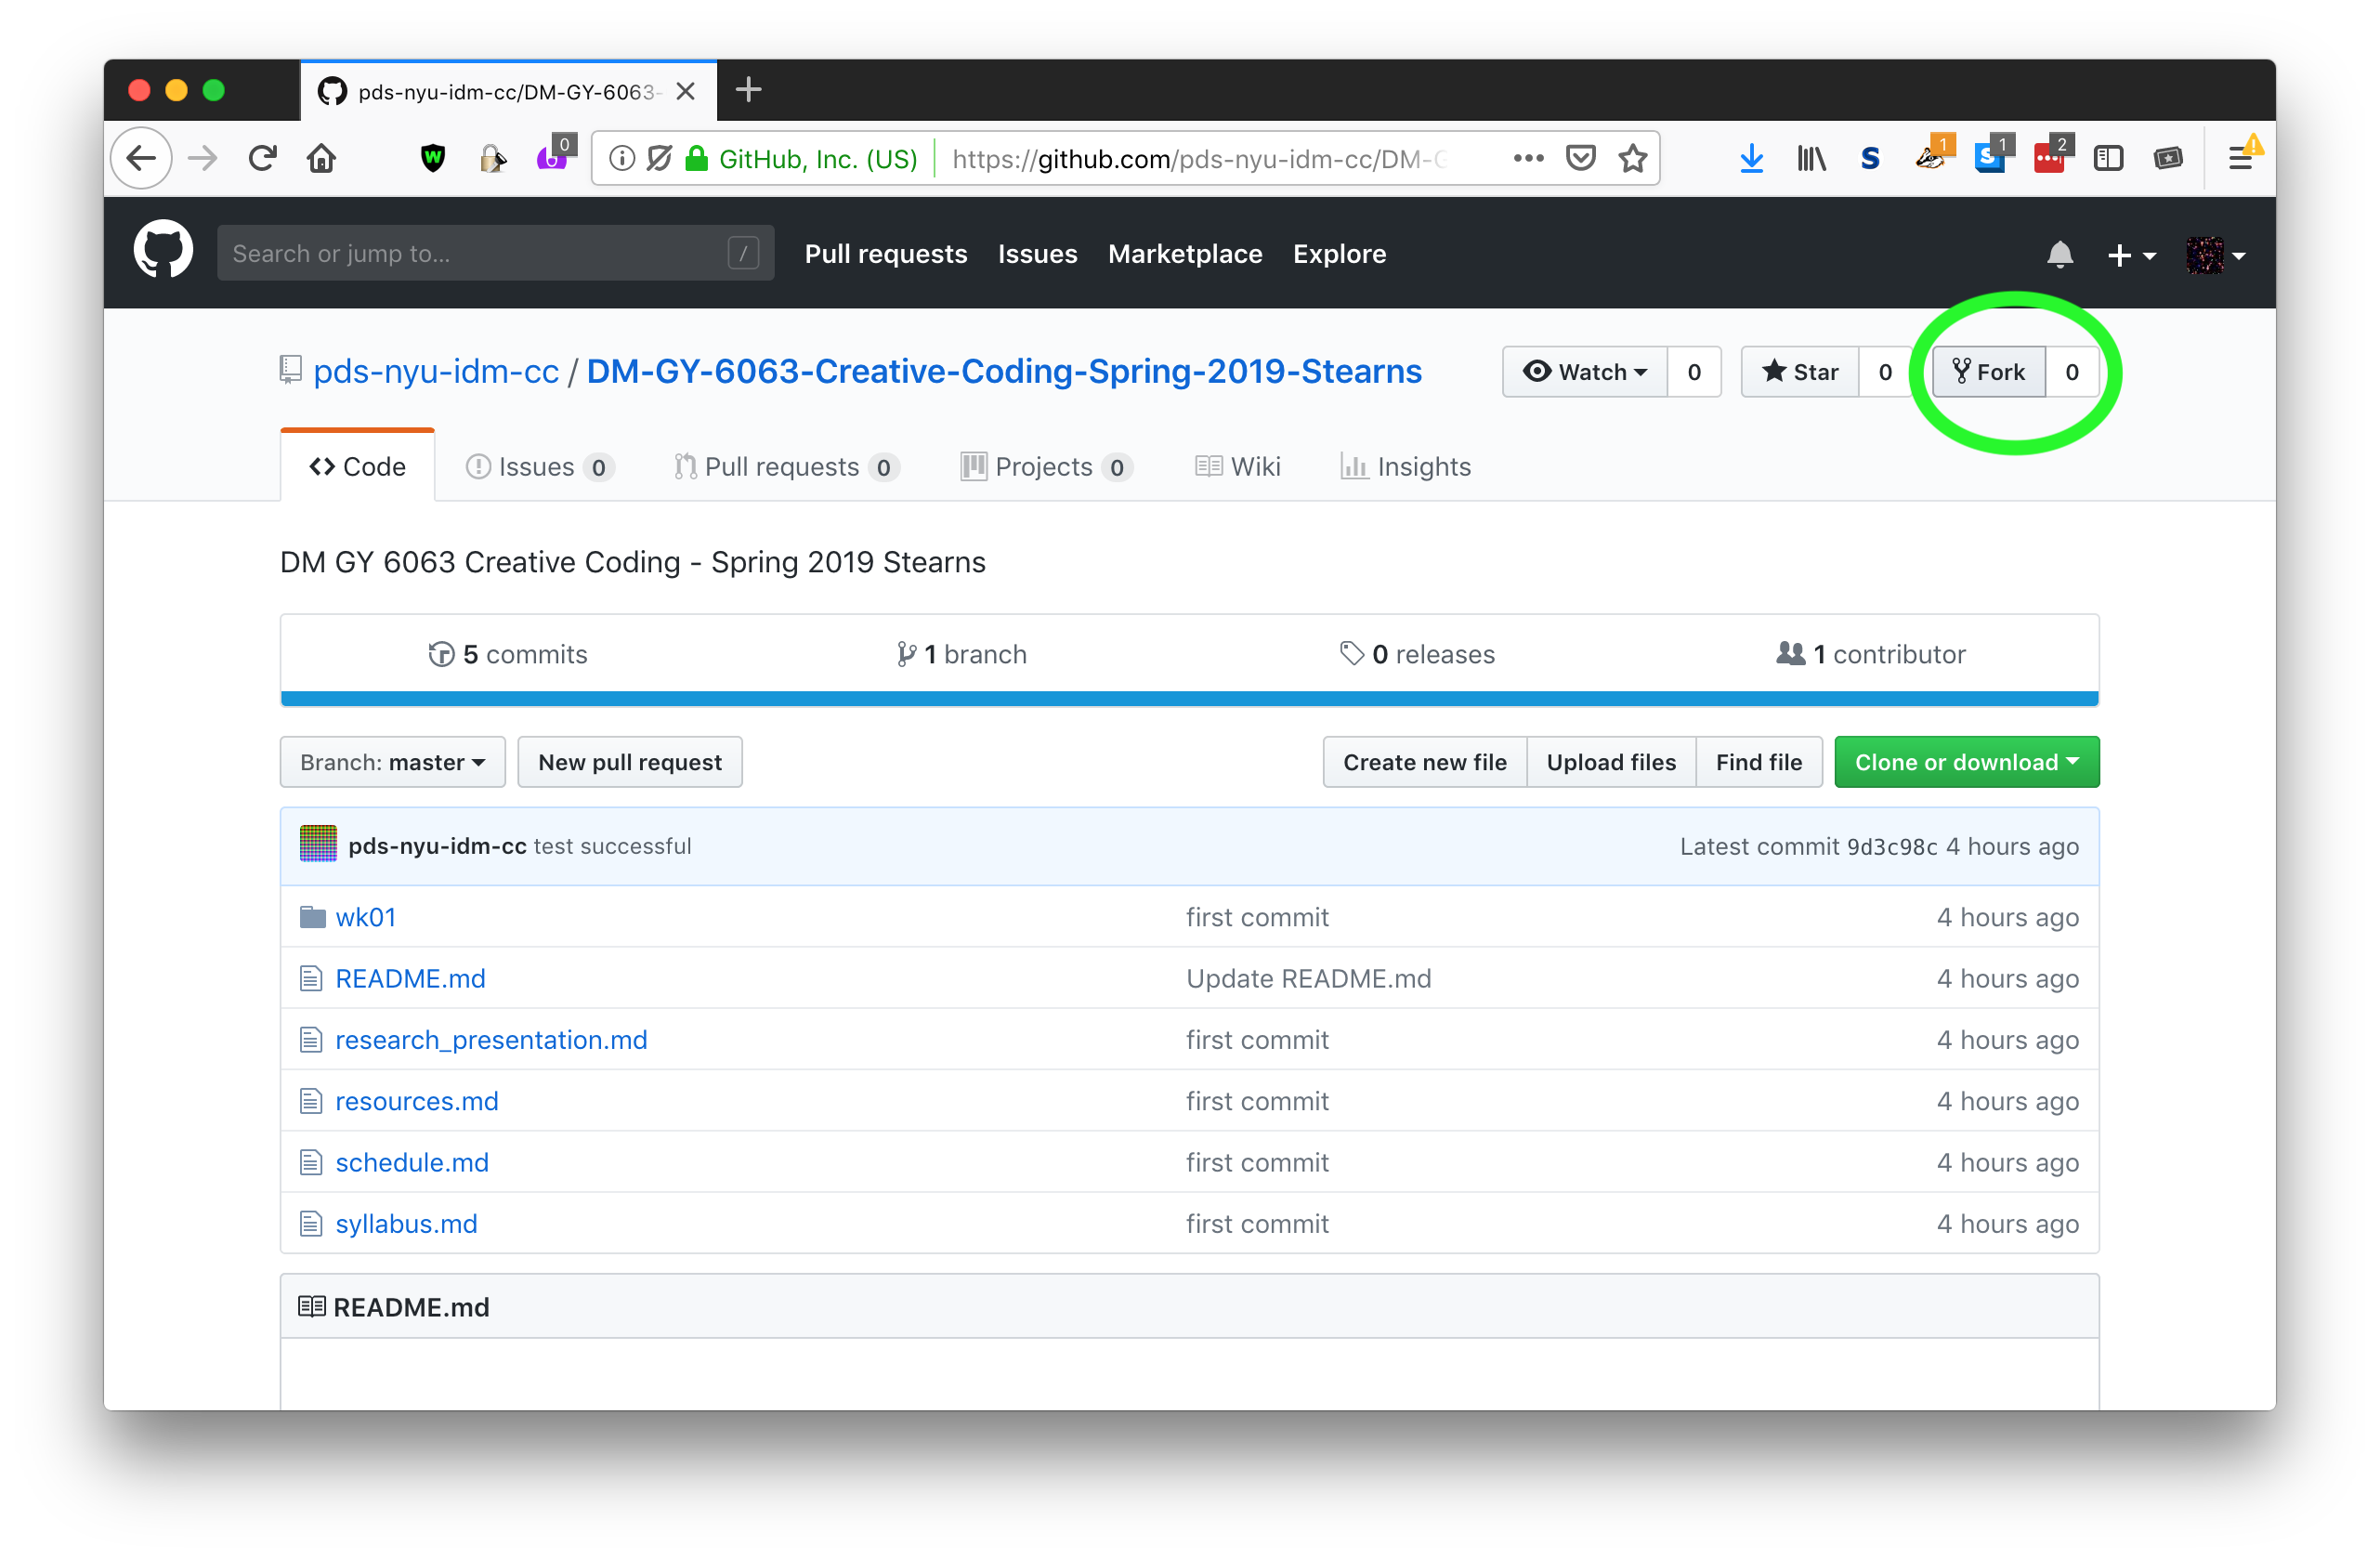 pds-nyu-idm-cc/DM-GY-6063-
0 GitHub, Inc. (US) https://github.com/pds-nyu-idm-cc/DM-G 1 1 2
Search or jump to... / Pull requests Issues Marketplace Explore
pds-nyu-idm-cc / DM-GY-6063-Creative-Coding-Spring-2019-Stearns Watch 0 Star 0 Fork 0
Code Issues 0 Pull requests 0 Projects 0 Wiki Insights
DM GY 6063 Creative Coding - Spring 2019 Stearns
5 commits 1 branch 0 releases 1 contributor
Branch: master New pull request Create new file Upload files Find file Clone or download
pds-nyu-idm-cc test successful Latest commit 9d3c98c 4 hours ago
wk01 first commit 4 hours ago
README.md Update README.md 4 hours ago
research_presentation.md first commit 4 hours ago
resources.md first commit 4 hours ago
schedule.md first commit 4 hours ago
syllabus.md first commit 4 hours ago
README.md